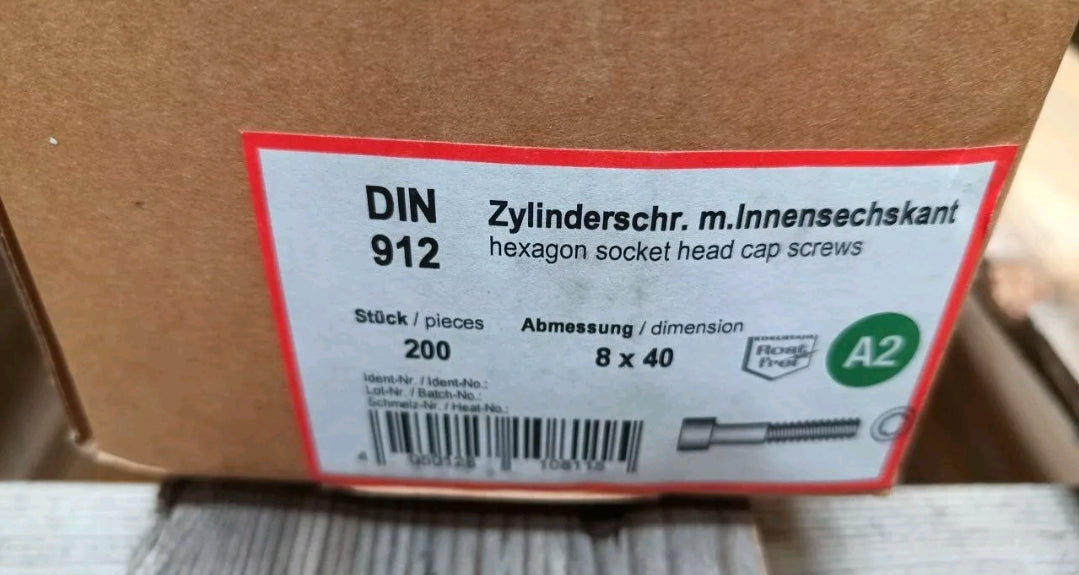 DIN
912
Zylinderschr. m.Innensechskant
hexagon socket head cap screws
Stück / pieces
200
Abmessung / dimension
8 x 40
EDELSTAHL
Rost
frei
A2
Ident-Nr. / Ident-No.:
Lot-Nr. / Batch-No.:
Schmelz-Nr. / Heat-No.: